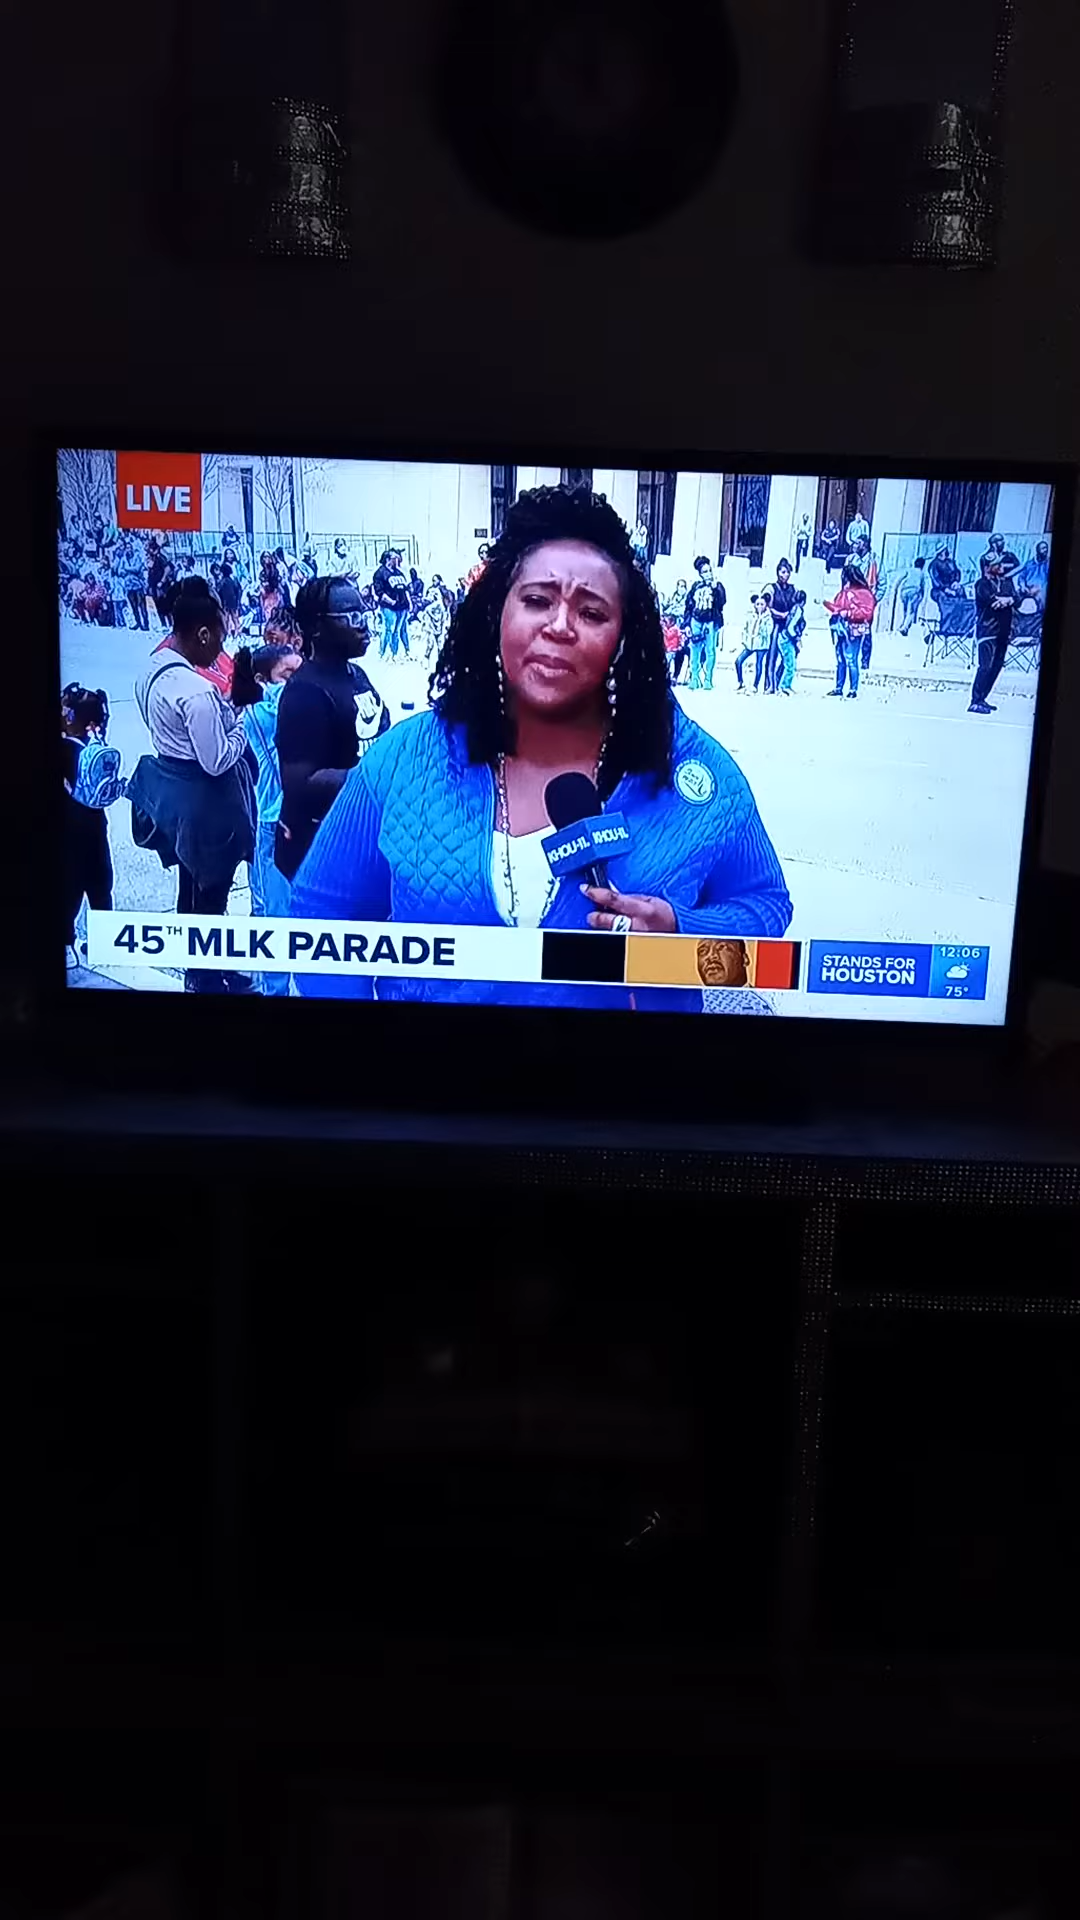 LIVE
KHOU-11 KHOU-11
45TH MLK PARADE
STANDS FOR
HOUSTON
12:06
75°